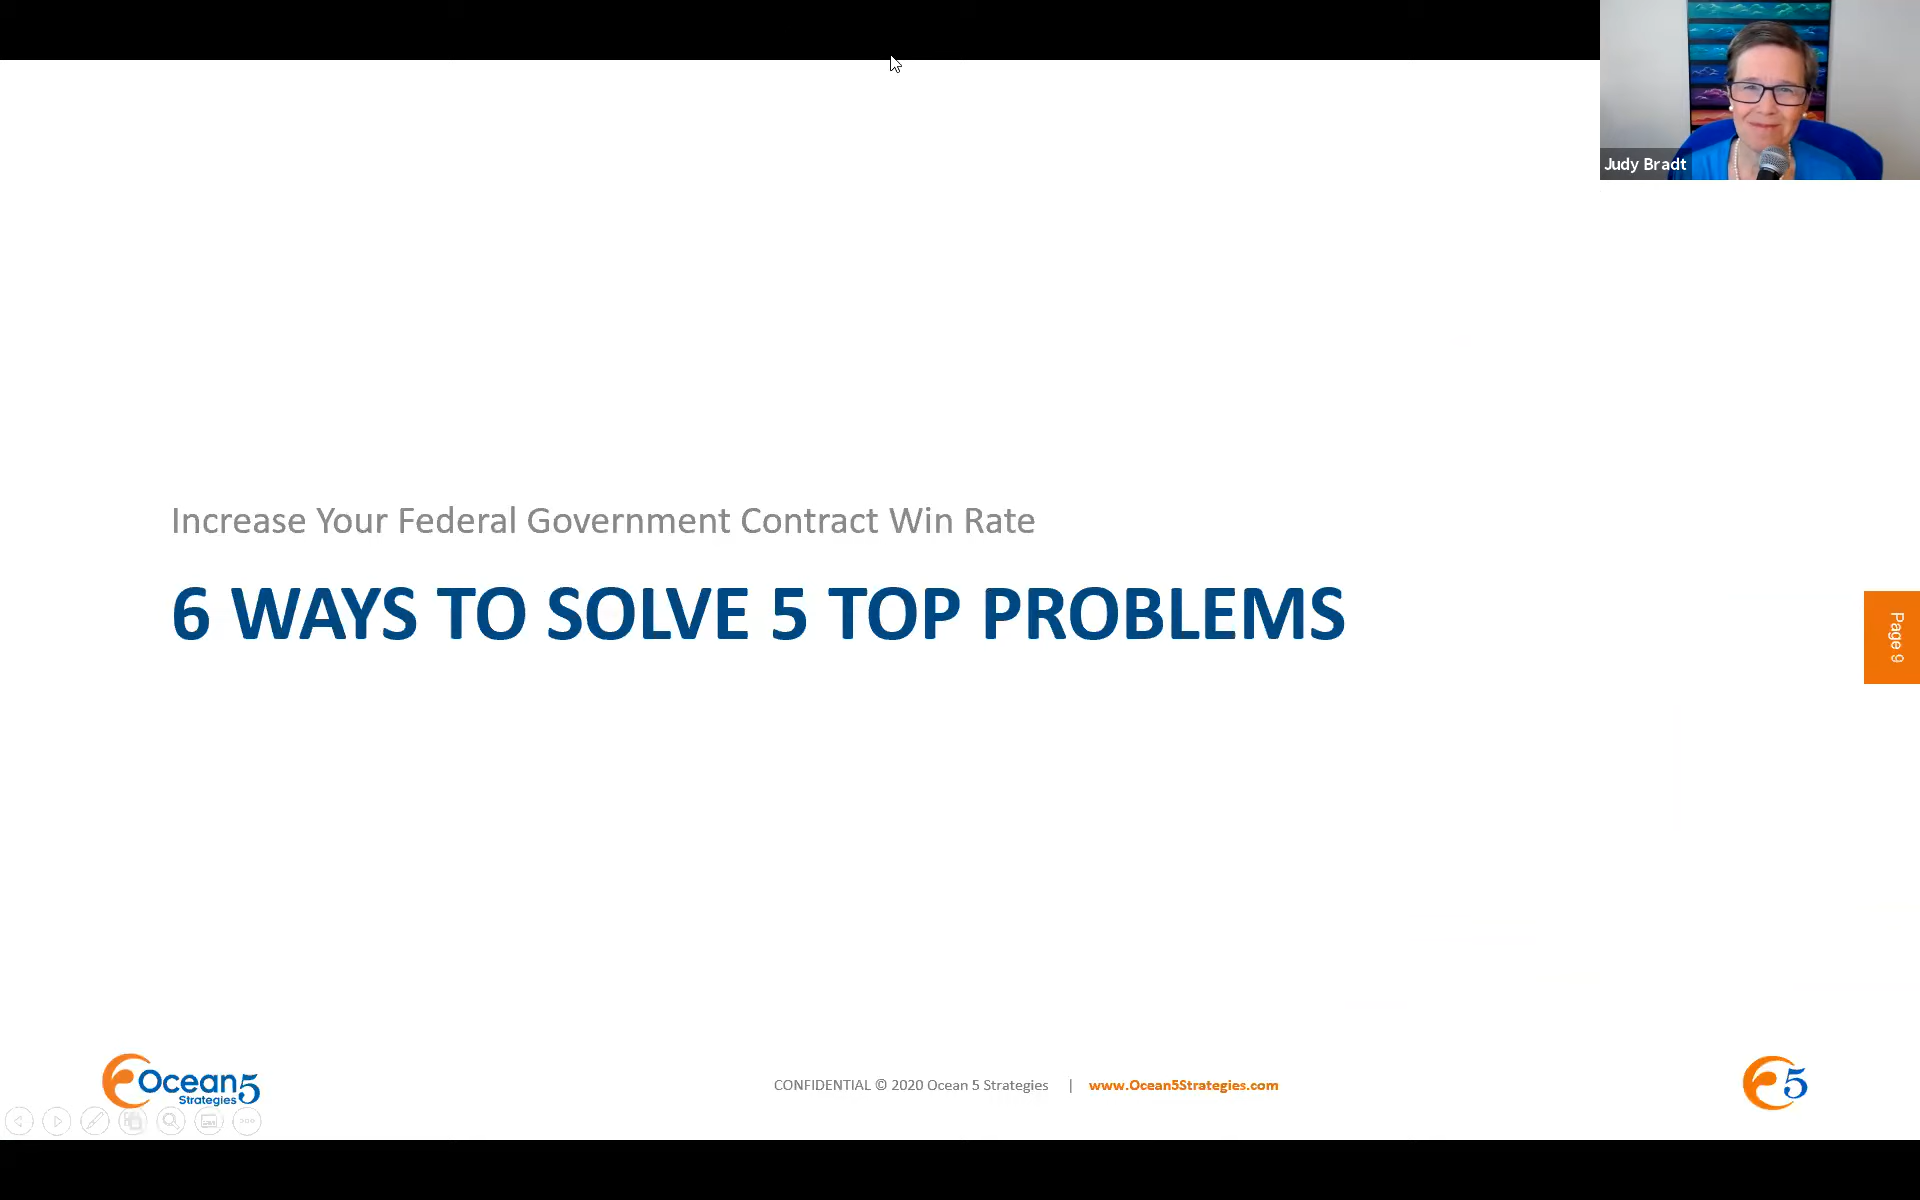 Judy Bradt
Increase Your Federal Government Contract Win Rate
6 WAYS TO SOLVE 5 TOP PROBLEMS
Page 9
Ocean5
Strategies
CONFIDENTIAL © 2020 Ocean 5 Strategies | www.Ocean5Strategies.com
5